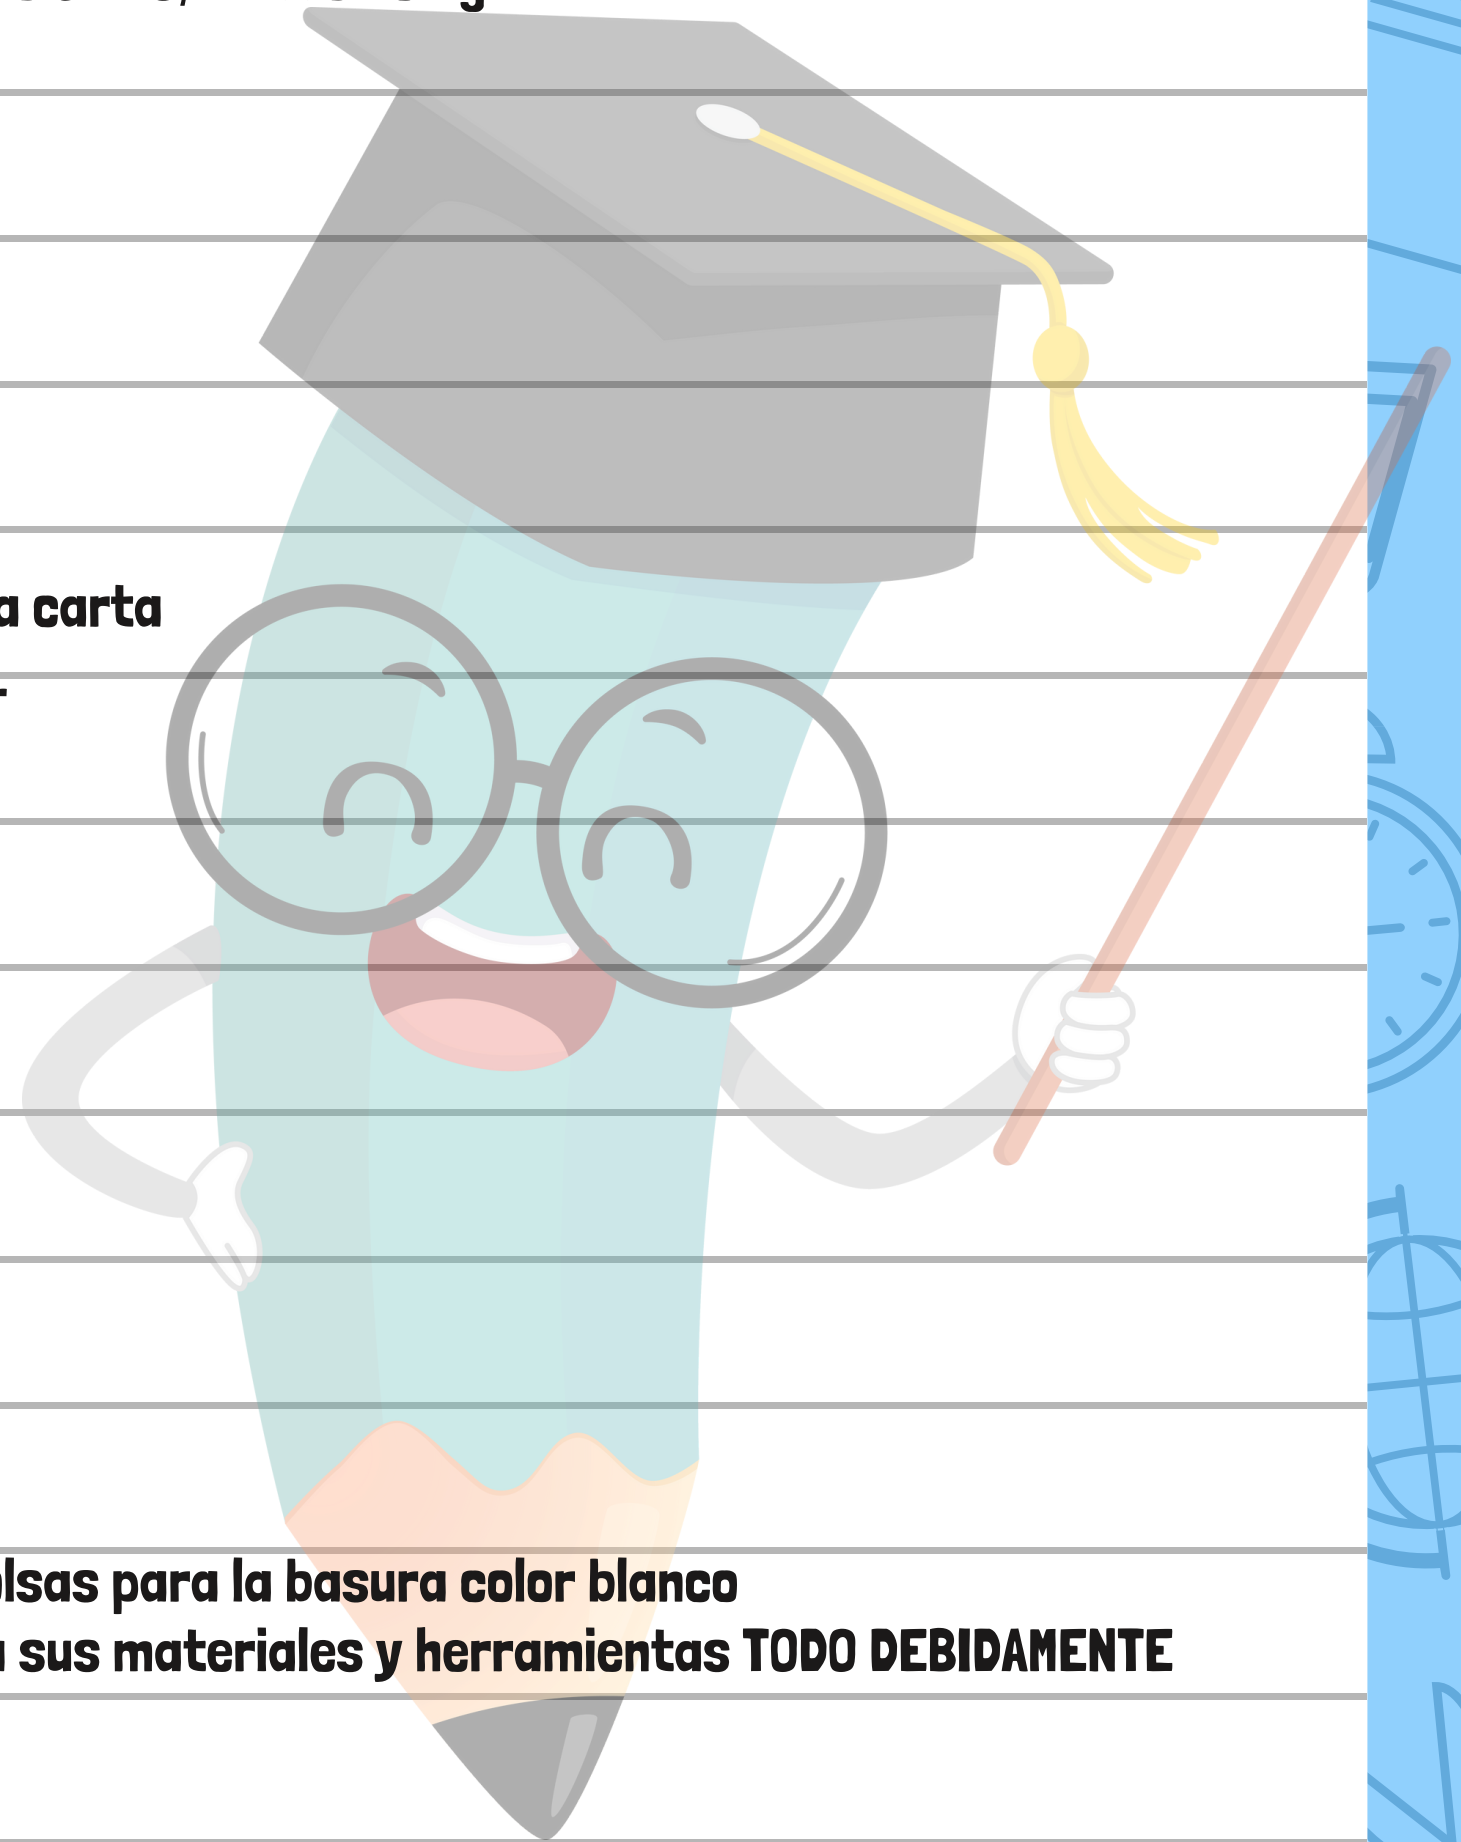 a carta
lsas para la basura color blanco
sus materiales y herramientas TODO DEBIDAMENTE